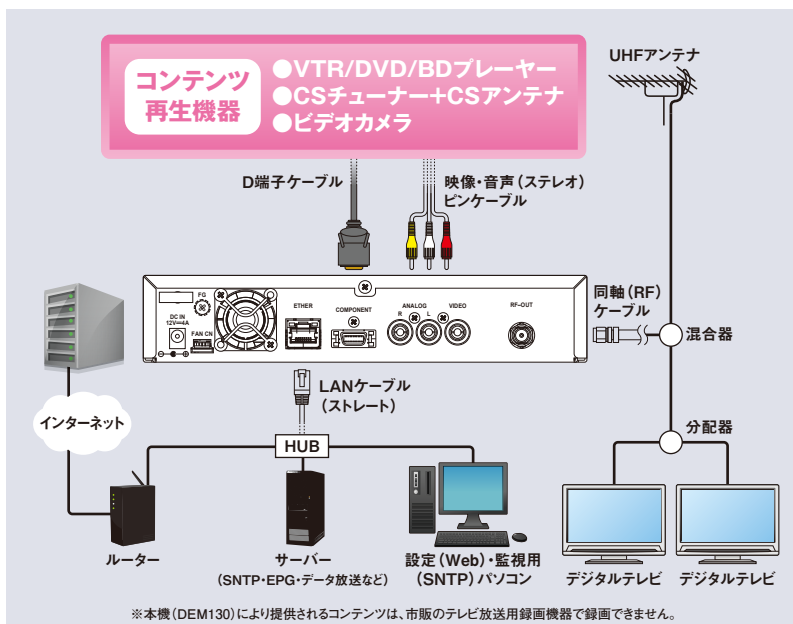 コンテンツ
再生機器
●VTR/DVD/BDプレーヤー
●CSチューナー+CSアンテナ
●ビデオカメラ
UHFアンテナ
D端子ケーブル
映像・音声(ステレオ)
ピンケーブル
FG
DC IN
12V⎓4A
FAN CN
ETHER
COMPONENT
ANALOG
R
L
VIDEO
RF-OUT
同軸(RF)
ケーブル
混合器
LANケーブル
(ストレート)
インターネット
HUB
分配器
ルーター
サーバー
(SNTP・EPG・データ放送など)
設定(Web)・監視用
(SNTP)パソコン
デジタルテレビ
デジタルテレビ
※本機(DEM130)により提供されるコンテンツは、市販のテレビ放送用録画機器で録画できません。